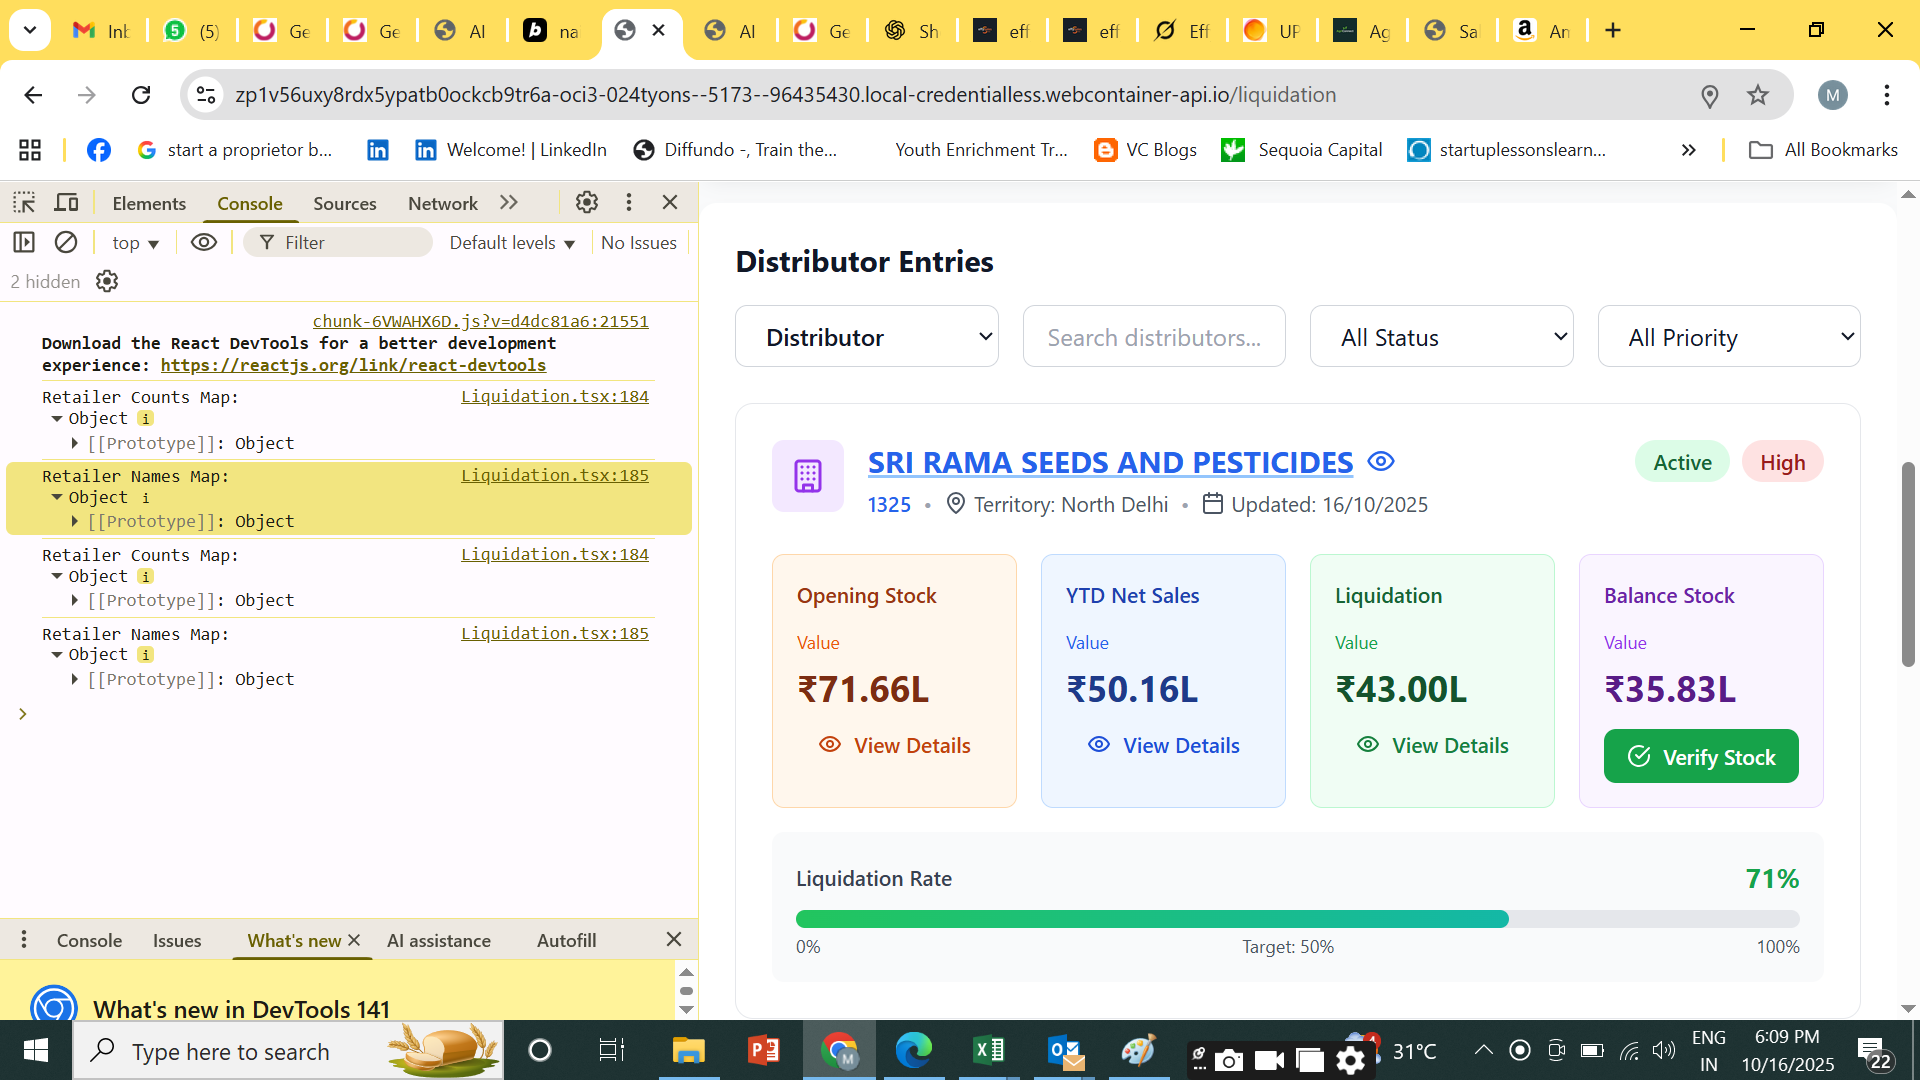 Inb
(5)
Ge
Ge
AI
na
AI
Ge
Sh
eff
eff
Eff
UP
Ag
Sal
An
zp1v56uxy8rdx5ypatb0ockcb9tr6a-oci3-024tyons--5173--96435430.local-credentialless.webcontainer-api.io/liquidation
M
start a proprietor b...
Welcome! | LinkedIn
Diffundo -, Train the...
Youth Enrichment Tr...
VC Blogs
Sequoia Capital
startuplessonslearn...
All Bookmarks
Elements Console Sources Network
top Filter Default levels No Issues
2 hidden
chunk-6VWAHX6D.js?v=d4dc81a6:21551
Download the React DevTools for a better development
experience: https://reactjs.org/link/react-devtools
Retailer Counts Map: Liquidation.tsx:184
Object i
[[Prototype]]: Object
Retailer Names Map: Liquidation.tsx:185
Object i
[[Prototype]]: Object
Retailer Counts Map: Liquidation.tsx:184
Object i
[[Prototype]]: Object
Retailer Names Map: Liquidation.tsx:185
Object i
[[Prototype]]: Object
Console Issues What's new AI assistance Autofill
What's new in DevTools 141
Distributor Entries
Distributor
Search distributors...
All Status
All Priority
SRI RAMA SEEDS AND PESTICIDES
Active High
1325 • Territory: North Delhi • Updated: 16/10/2025
Opening Stock
Value
₹71.66L
View Details
YTD Net Sales
Value
₹50.16L
View Details
Liquidation
Value
₹43.00L
View Details
Balance Stock
Value
₹35.83L
Verify Stock
Liquidation Rate 71%
0% Target: 50% 100%
Type here to search
31°C
ENG
IN
6:09 PM
10/16/2025
22